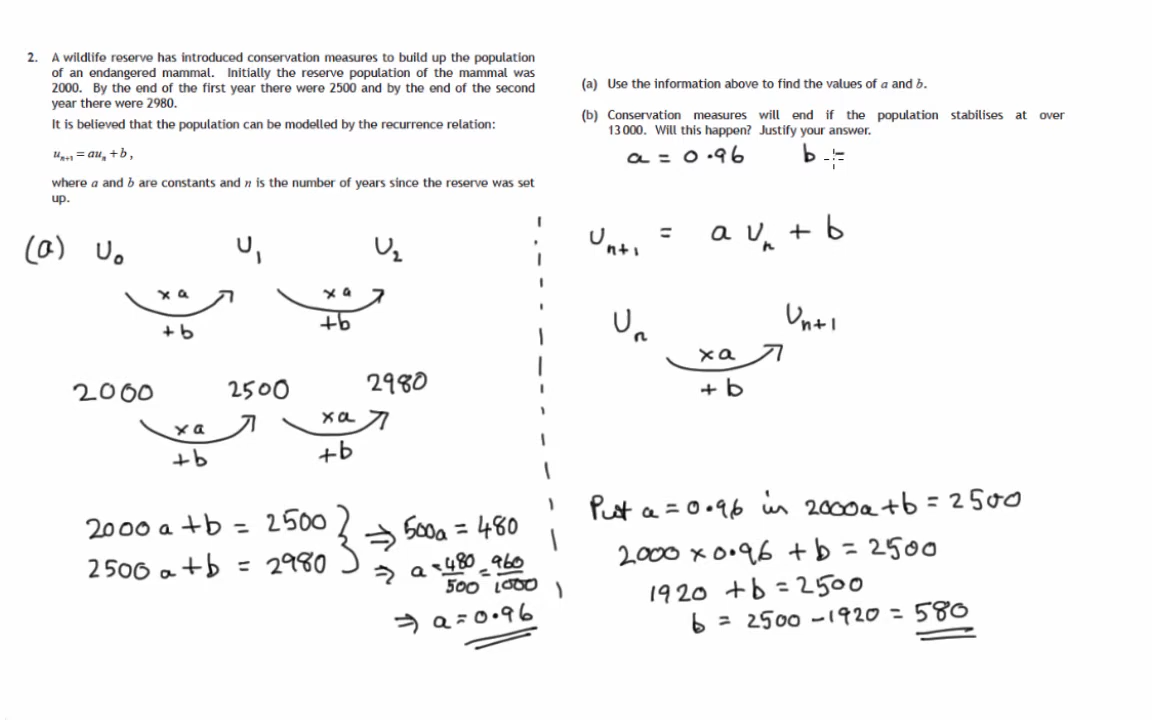 2. A wildlife reserve has introduced conservation measures to build up the population
of an endangered mammal. Initially the reserve population of the mammal was
2000. By the end of the first year there were 2500 and by the end of the second
year there were 2980.
It is believed that the population can be modelled by the recurrence relation:
uₙ₊₁ = auₙ + b,
where a and b are constants and n is the number of years since the reserve was set
up.
(a) Use the information above to find the values of a and b.
(b) Conservation measures will end if the population stabilises at over
13 000. Will this happen? Justify your answer.
a = 0.96 b =
(a) U₀ U₁ U₂
×a ×a
+b +b
2000 2500 2980
×a ×a
+b +b
2000a + b = 2500 } ⇒ 500a = 480
2500a + b = 2980 ⇒ a = 480/500 = 960/1000
⇒ a = 0.96
Uₙ₊₁ = a Uₙ + b
Uₙ Uₙ₊₁
×a
+b
Put a = 0.96 in 2000a + b = 2500
2000 × 0.96 + b = 2500
1920 + b = 2500
b = 2500 - 1920 = 580